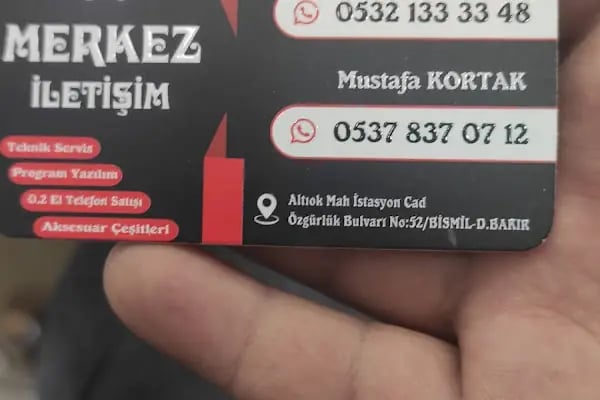 MERKEZ
İLETİŞİM
Teknik Servis
Program Yazılım
0.2 El Telefon Satışı
Aksesuar Çeşitleri
0532 133 33 48
Mustafa KORTAK
0537 837 07 12
Altıok Mah İstasyon Cad
Özgürlük Bulvarı No:52/BİSMİL-D.BAKIR